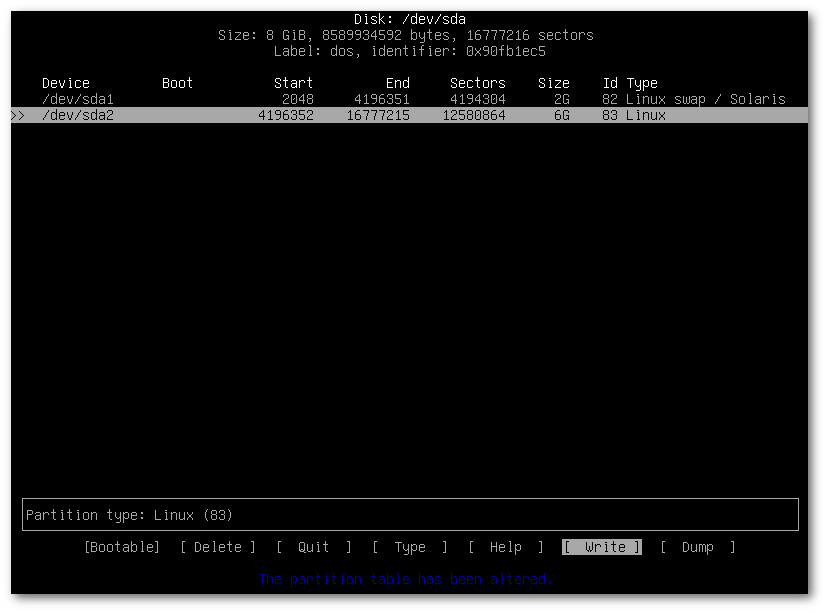 Disk: /dev/sda
Size: 8 GiB, 8589934592 bytes, 16777216 sectors
Label: dos, identifier: 0x90fb1ec5
Device Boot Start End Sectors Size Id Type
/dev/sda1 2048 4196351 4194304 2G 82 Linux swap / Solaris
>> /dev/sda2 4196352 16777215 12580864 6G 83 Linux
Partition type: Linux (83)
[Bootable] [ Delete ] [ Quit ] [ Type ] [ Help ] [ Write ] [ Dump ]
The partition table has been altered.